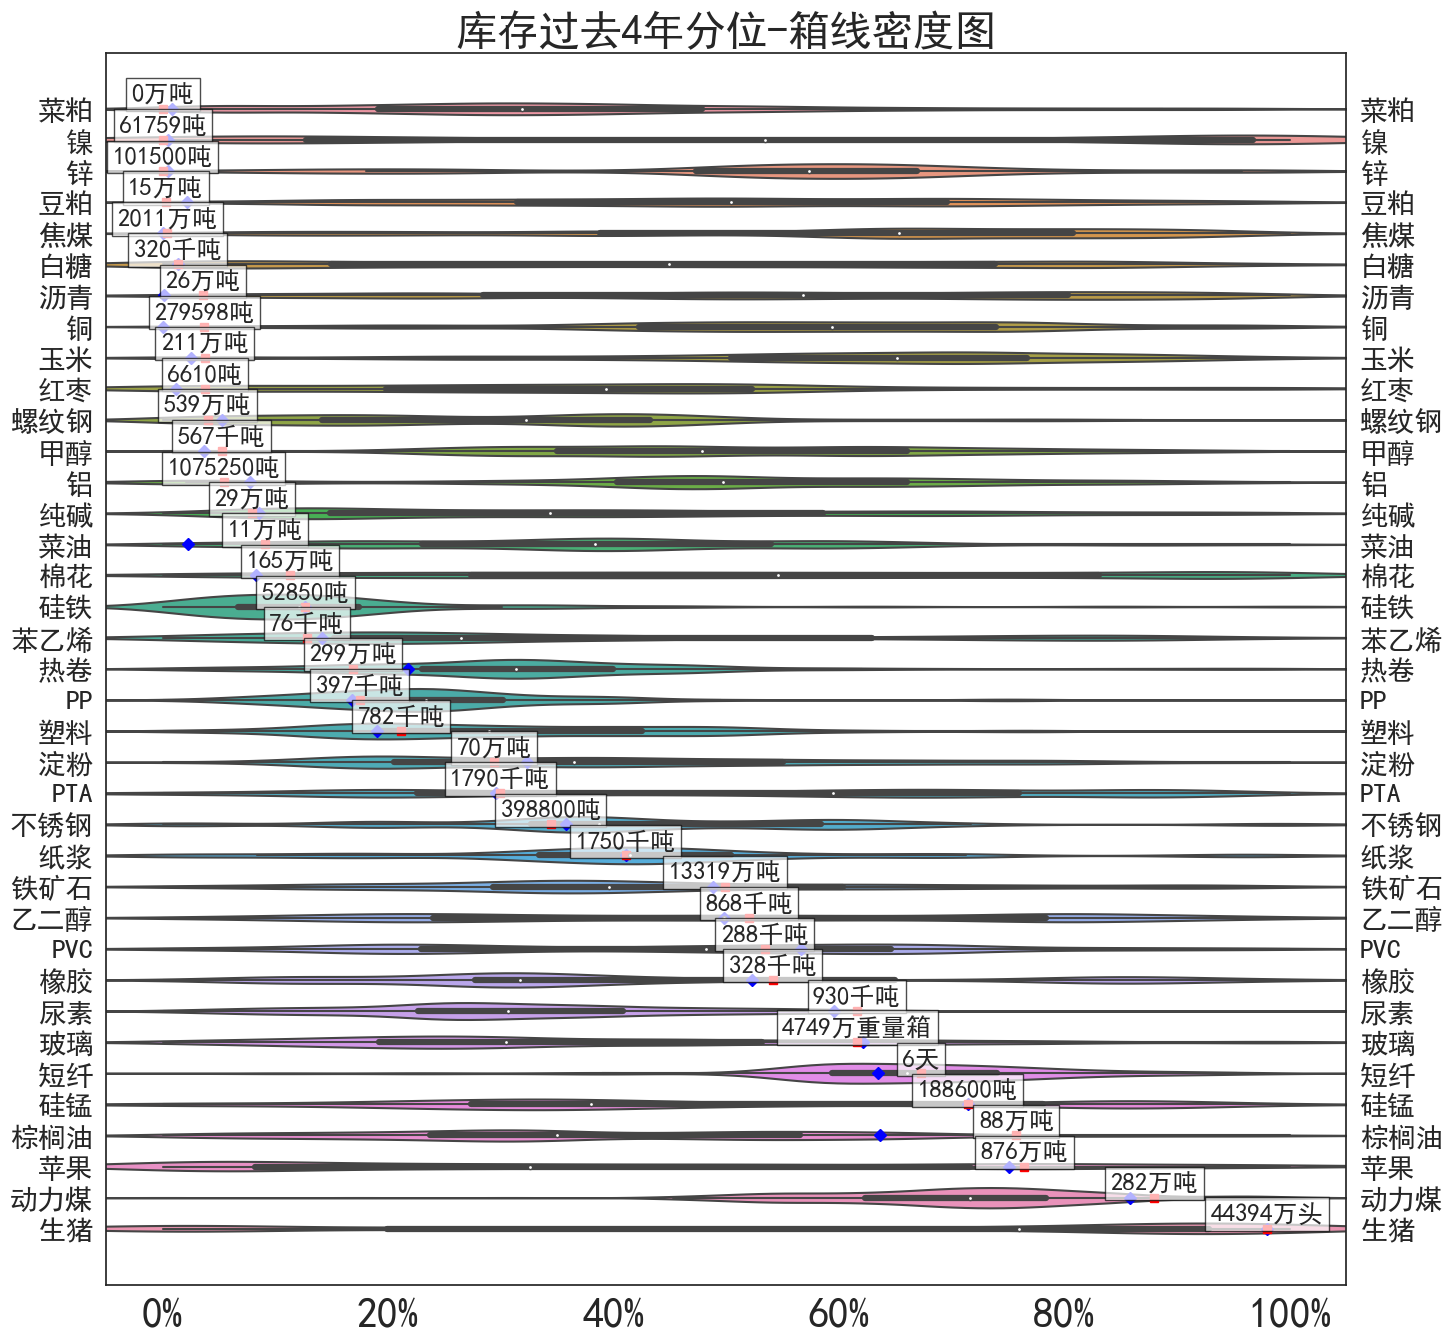 库存过去4年分位-箱线密度图
菜粕 0万吨 菜粕
镍 61759吨 镍
锌 101500吨 锌
豆粕 15万吨 豆粕
焦煤 2011万吨 焦煤
白糖 320千吨 白糖
沥青 26万吨 沥青
铜 279598吨 铜
玉米 211万吨 玉米
红枣 6610吨 红枣
螺纹钢 539万吨 螺纹钢
甲醇 567千吨 甲醇
铝 1075250吨 铝
纯碱 29万吨 纯碱
菜油 11万吨 菜油
棉花 165万吨 棉花
硅铁 52850吨 硅铁
苯乙烯 76千吨 苯乙烯
热卷 299万吨 热卷
PP 397千吨 PP
塑料 782千吨 塑料
淀粉 70万吨 淀粉
PTA 1790千吨 PTA
不锈钢 398800吨 不锈钢
纸浆 1750千吨 纸浆
铁矿石 13319万吨 铁矿石
乙二醇 868千吨 乙二醇
PVC 288千吨 PVC
橡胶 328千吨 橡胶
尿素 930千吨 尿素
玻璃 4749万重量箱 玻璃
短纤 6天 短纤
硅锰 188600吨 硅锰
棕榈油 88万吨 棕榈油
苹果 876万吨 苹果
动力煤 282万吨 动力煤
生猪 44394万头 生猪
0% 20% 40% 60% 80% 100%